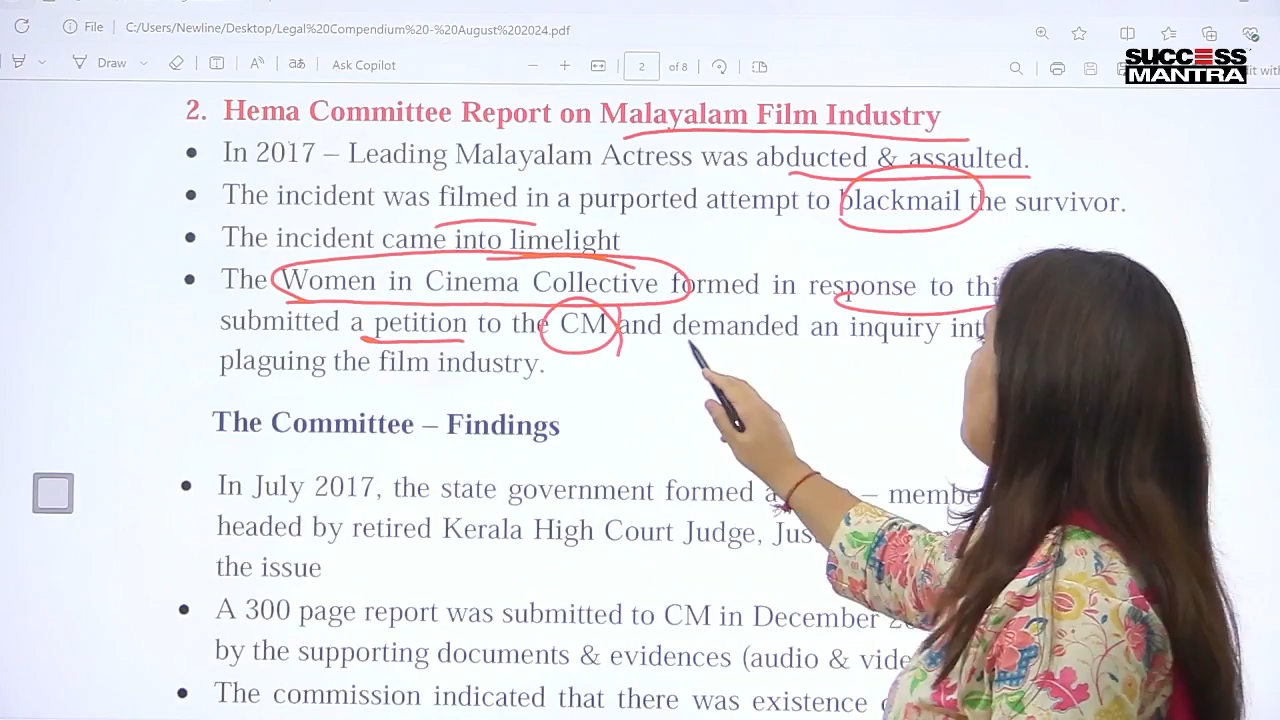 File
C:/Users/Newline/Desktop/Legal%20Compendium%20-%20August%202024.pdf
Draw
Ask Copilot
2 of 8
SUCCESS
MANTRA
2. Hema Committee Report on Malayalam Film Industry
• In 2017 – Leading Malayalam Actress was abducted & assaulted.
• The incident was filmed in a purported attempt to blackmail the survivor.
• The incident came into limelight
• The Women in Cinema Collective formed in response to thi
submitted a petition to the CM and demanded an inquiry int
plaguing the film industry.
The Committee – Findings
• In July 2017, the state government formed a – membe
headed by retired Kerala High Court Judge, Jus
the issue
• A 300 page report was submitted to CM in December
by the supporting documents & evidences (audio & vide
• The commission indicated that there was existence